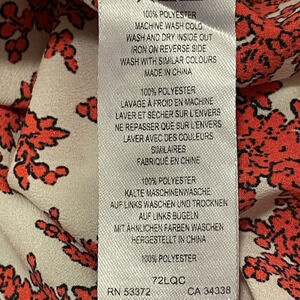 100% POLYESTER
MACHINE WASH COLD
WASH AND DRY INSIDE OUT
IRON ON REVERSE SIDE
WASH WITH SIMILAR COLOURS
MADE IN CHINA
100% POLYESTER
LAVAGE À FROID EN MACHINE
LAVER ET SÉCHER SUR L'ENVERS
NE REPASSER QUE SUR L'ENVERS
LAVER AVEC DES COULEURS
SIMILAIRES
FABRIQUÉ EN CHINE
100% POLYESTER
KALTE MASCHINENWÄSCHE
AUF LINKS WASCHEN UND TROCKNEN
AUF LINKS BÜGELN
MIT ÄHNLICHEN FARBEN WASCHEN
HERGESTELLT IN CHINA
100% POLYESTER
72LQC
RN 53372 CA 34338